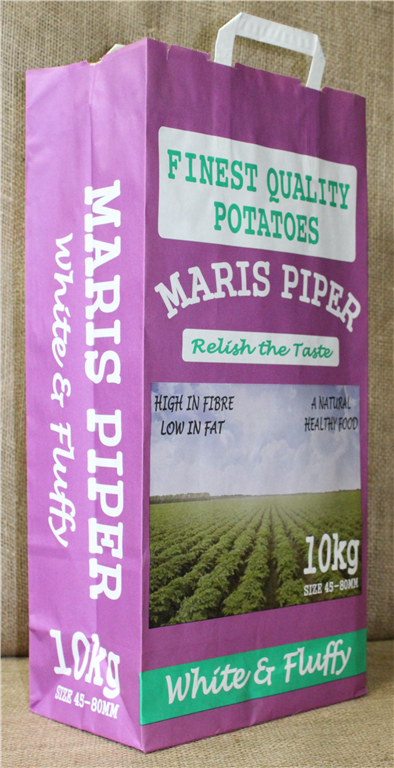 FINEST QUALITY
POTATOES
MARIS PIPER
Relish the Taste
HIGH IN FIBRE
LOW IN FAT
A NATURAL
HEALTHY FOOD
10kg
SIZE 45-80MM
White & Fluffy
MARIS PIPER
White & Fluffy
10kg
SIZE 45-80MM